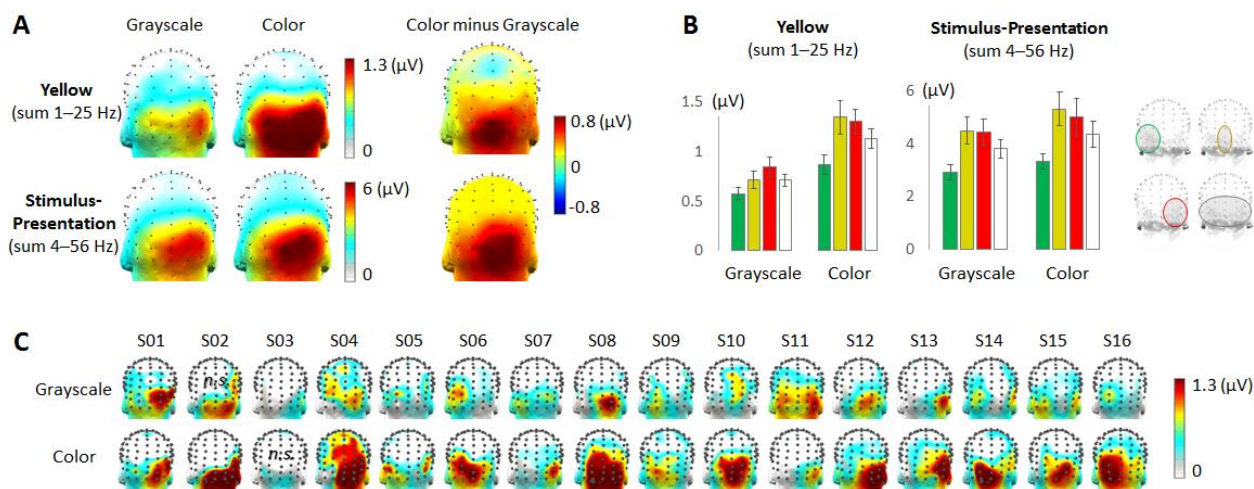 A
Grayscale
Color
Color minus Grayscale
Yellow
(sum 1–25 Hz)
1.3 (µV)
0
0.8 (µV)
-0.8
Stimulus-
Presentation
(sum 4–56 Hz)
6 (µV)
0
B
Yellow
(sum 1–25 Hz)
Stimulus-Presentation
(sum 4–56 Hz)
1.5
(µV)
1
0.5
0
Grayscale
Color
6
(µV)
4
2
0
Grayscale
Color
C
S01 S02 S03 S04 S05 S06 S07 S08 S09 S10 S11 S12 S13 S14 S15 S16
Grayscale
n.s.
Color
n.s.
1.3 (µV)
0